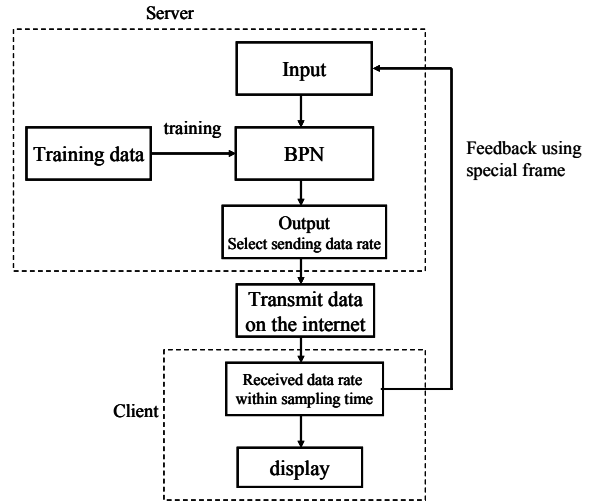 Server
Input
training
Training data
BPN
Feedback using
special frame
Output
Select sending data rate
Transmit data
on the internet
Received data rate
within sampling time
Client
display